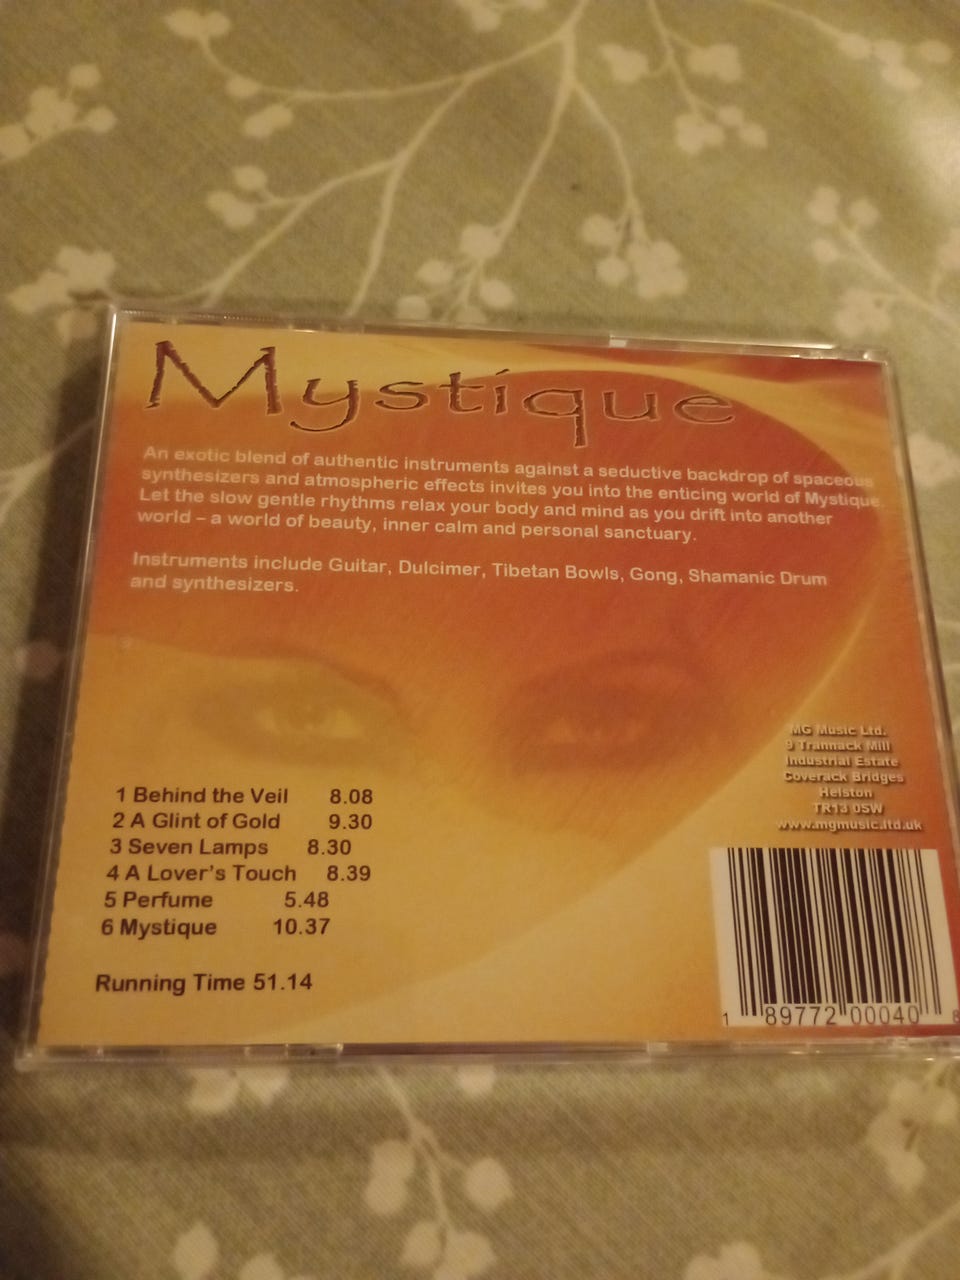 Mystique
An exotic blend of authentic instruments against a seductive backdrop of spaceous
synthesizers and atmospheric effects invites you into the enticing world of Mystique.
Let the slow gentle rhythms relax your body and mind as you drift into another
world – a world of beauty, inner calm and personal sanctuary.
Instruments include Guitar, Dulcimer, Tibetan Bowls, Gong, Shamanic Drum
and synthesizers.
1 Behind the Veil 8.08
2 A Glint of Gold 9.30
3 Seven Lamps 8.30
4 A Lover's Touch 8.39
5 Perfume 5.48
6 Mystique 10.37
Running Time 51.14
MG Music Ltd.
9 Trannack Mill
Industrial Estate
Coverack Bridges
Helston
TR13 0SW
www.mgmusic.ltd.uk
1 89772 00040 8